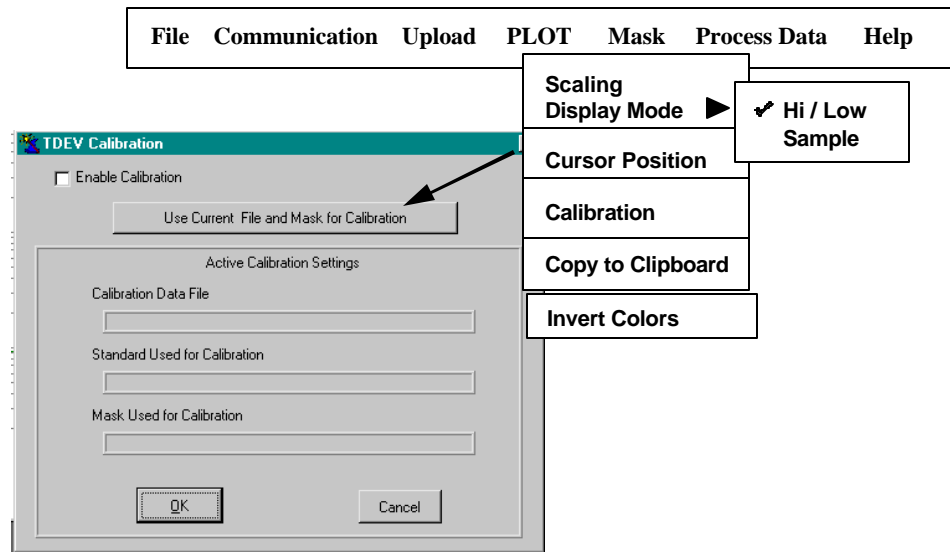 File Communication Upload PLOT Mask Process Data Help
Scaling
Display Mode
Hi / Low
Sample
Cursor Position
Calibration
Copy to Clipboard
Invert Colors
TDEV Calibration
Enable Calibration
Use Current File and Mask for Calibration
Active Calibration Settings
Calibration Data File
Standard Used for Calibration
Mask Used for Calibration
OK Cancel